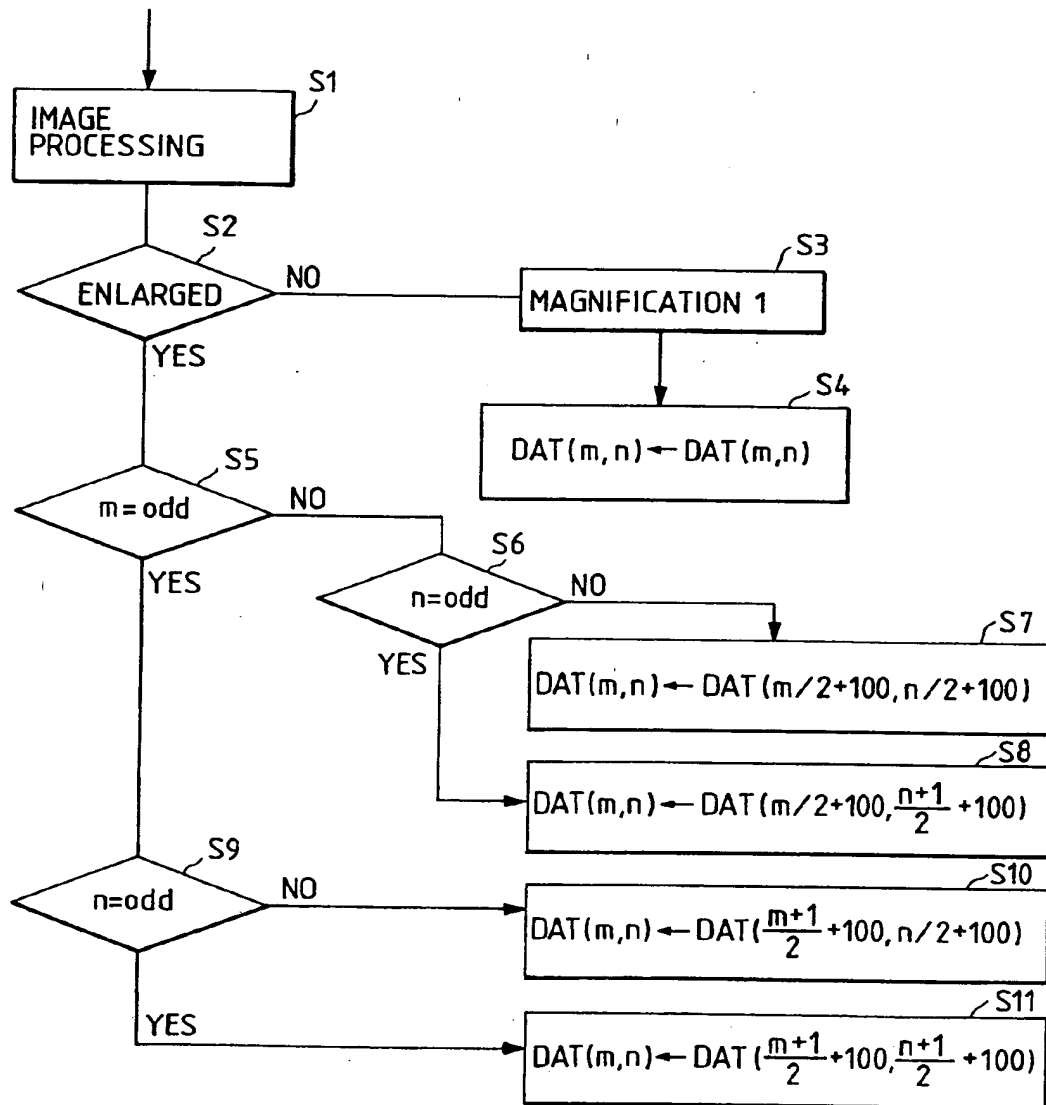 S1
IMAGE
PROCESSING
S2
ENLARGED
NO
YES
S3
MAGNIFICATION 1
S4
DAT(m,n)←DAT(m,n)
S5
m=odd
NO
YES
S6
n=odd
NO
YES
S7
DAT(m,n)←DAT(m/2+100,n/2+100)
S8
DAT(m,n)←DAT(m/2+100,(n+1)/2+100)
S9
n=odd
NO
YES
S10
DAT(m,n)←DAT((m+1)/2+100,n/2+100)
S11
DAT(m,n)←DAT((m+1)/2+100,(n+1)/2+100)